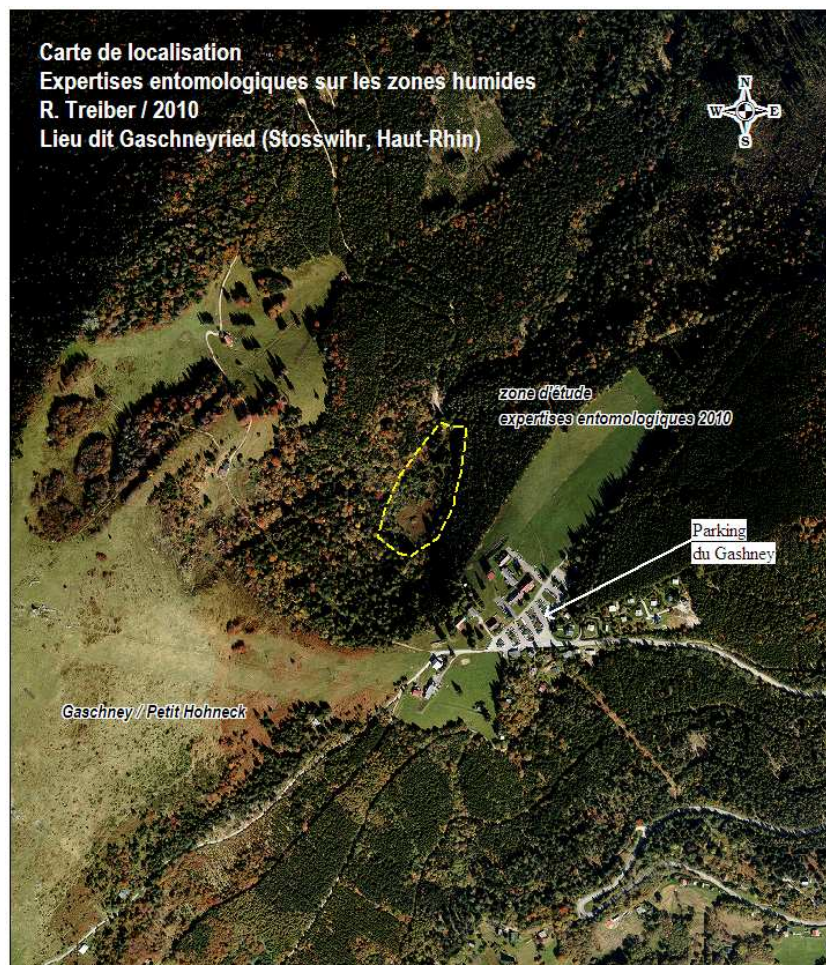 Carte de localisation
Expertises entomologiques sur les zones humides
R. Treiber / 2010
Lieu dit Gaschneyried (Stosswihr, Haut-Rhin)
N
W E
S
zone d'étude
expertises entomologiques 2010
Parking
du Gashney
Gaschney / Petit Hohneck